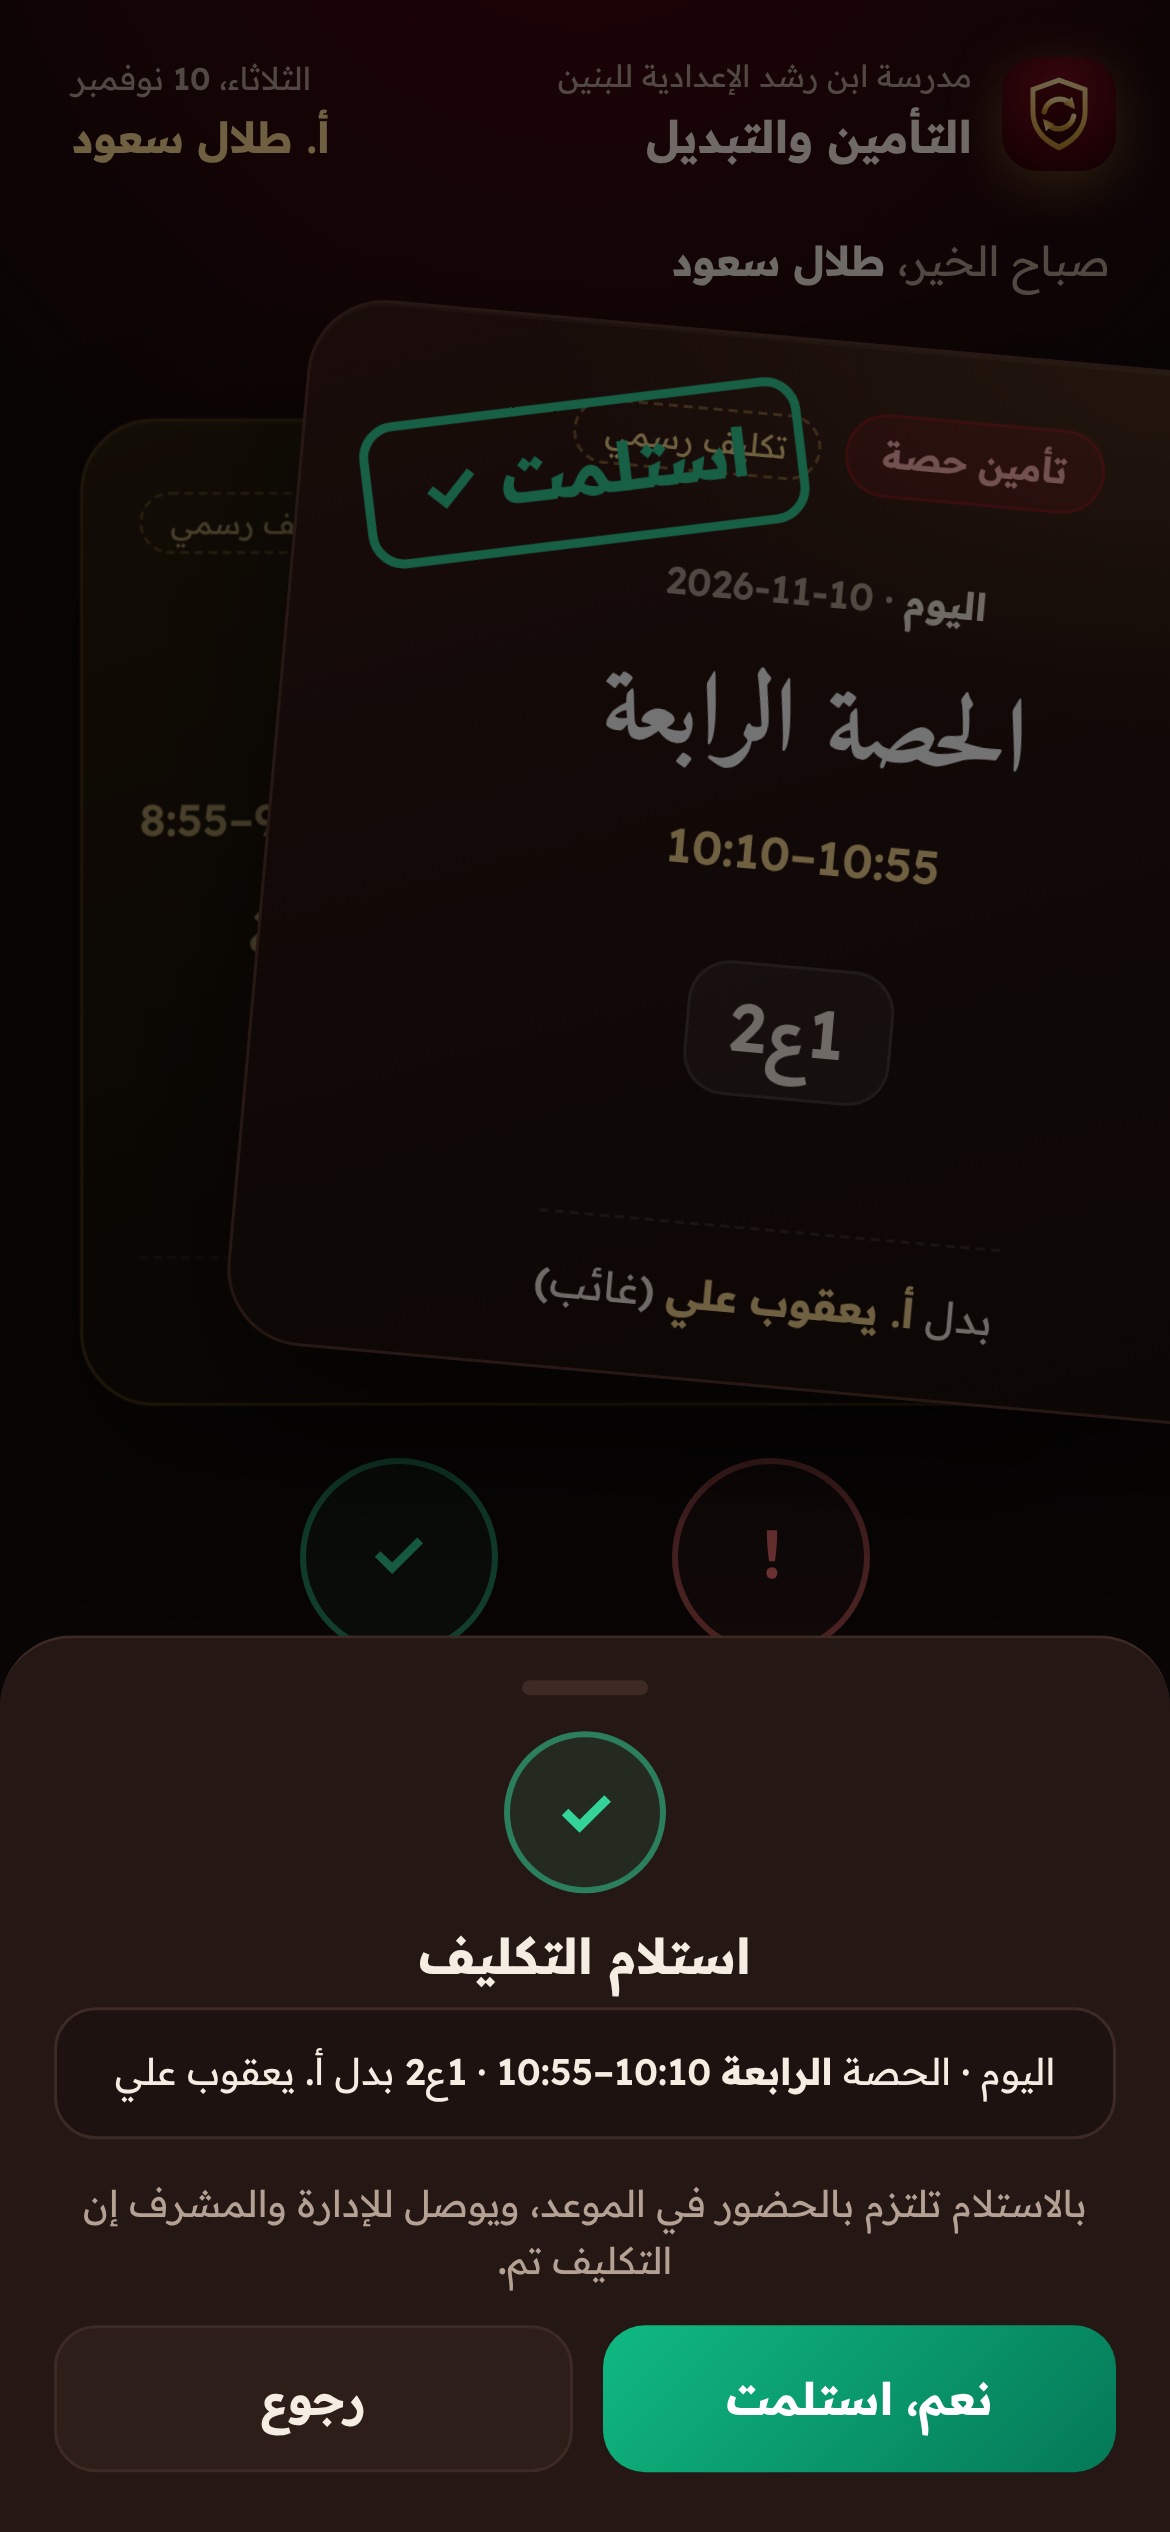 مدرسة ابن رشد الإعدادية للبنين
التأمين والتبديل
الثلاثاء، 10 نوفمبر
أ. طلال سعود
صباح الخير، طلال سعود
تأمين حصة
تكليف رسمي
استلمت ✓
اليوم · 10-11-2026
الحصة الرابعة
10:10–10:55
1ع2
بدل أ. يعقوب علي (غائب)
رسمي
8:55–9
!
استلام التكليف
اليوم · الحصة الرابعة 10:10–10:55 · 1ع2 بدل أ. يعقوب علي
بالاستلام تلتزم بالحضور في الموعد، ويوصل للإدارة والمشرف إن
التكليف تم.
نعم، استلمت
رجوع